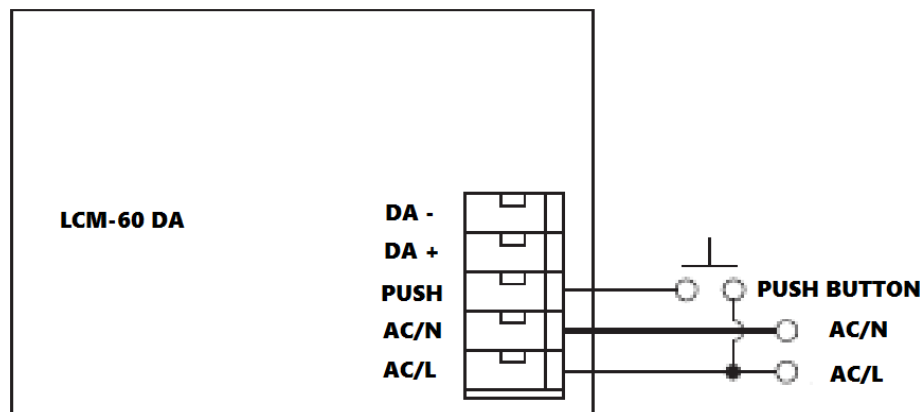 LCM-60 DA
DA -
DA +
PUSH
PUSH BUTTON
AC/N
AC/N
AC/L
AC/L